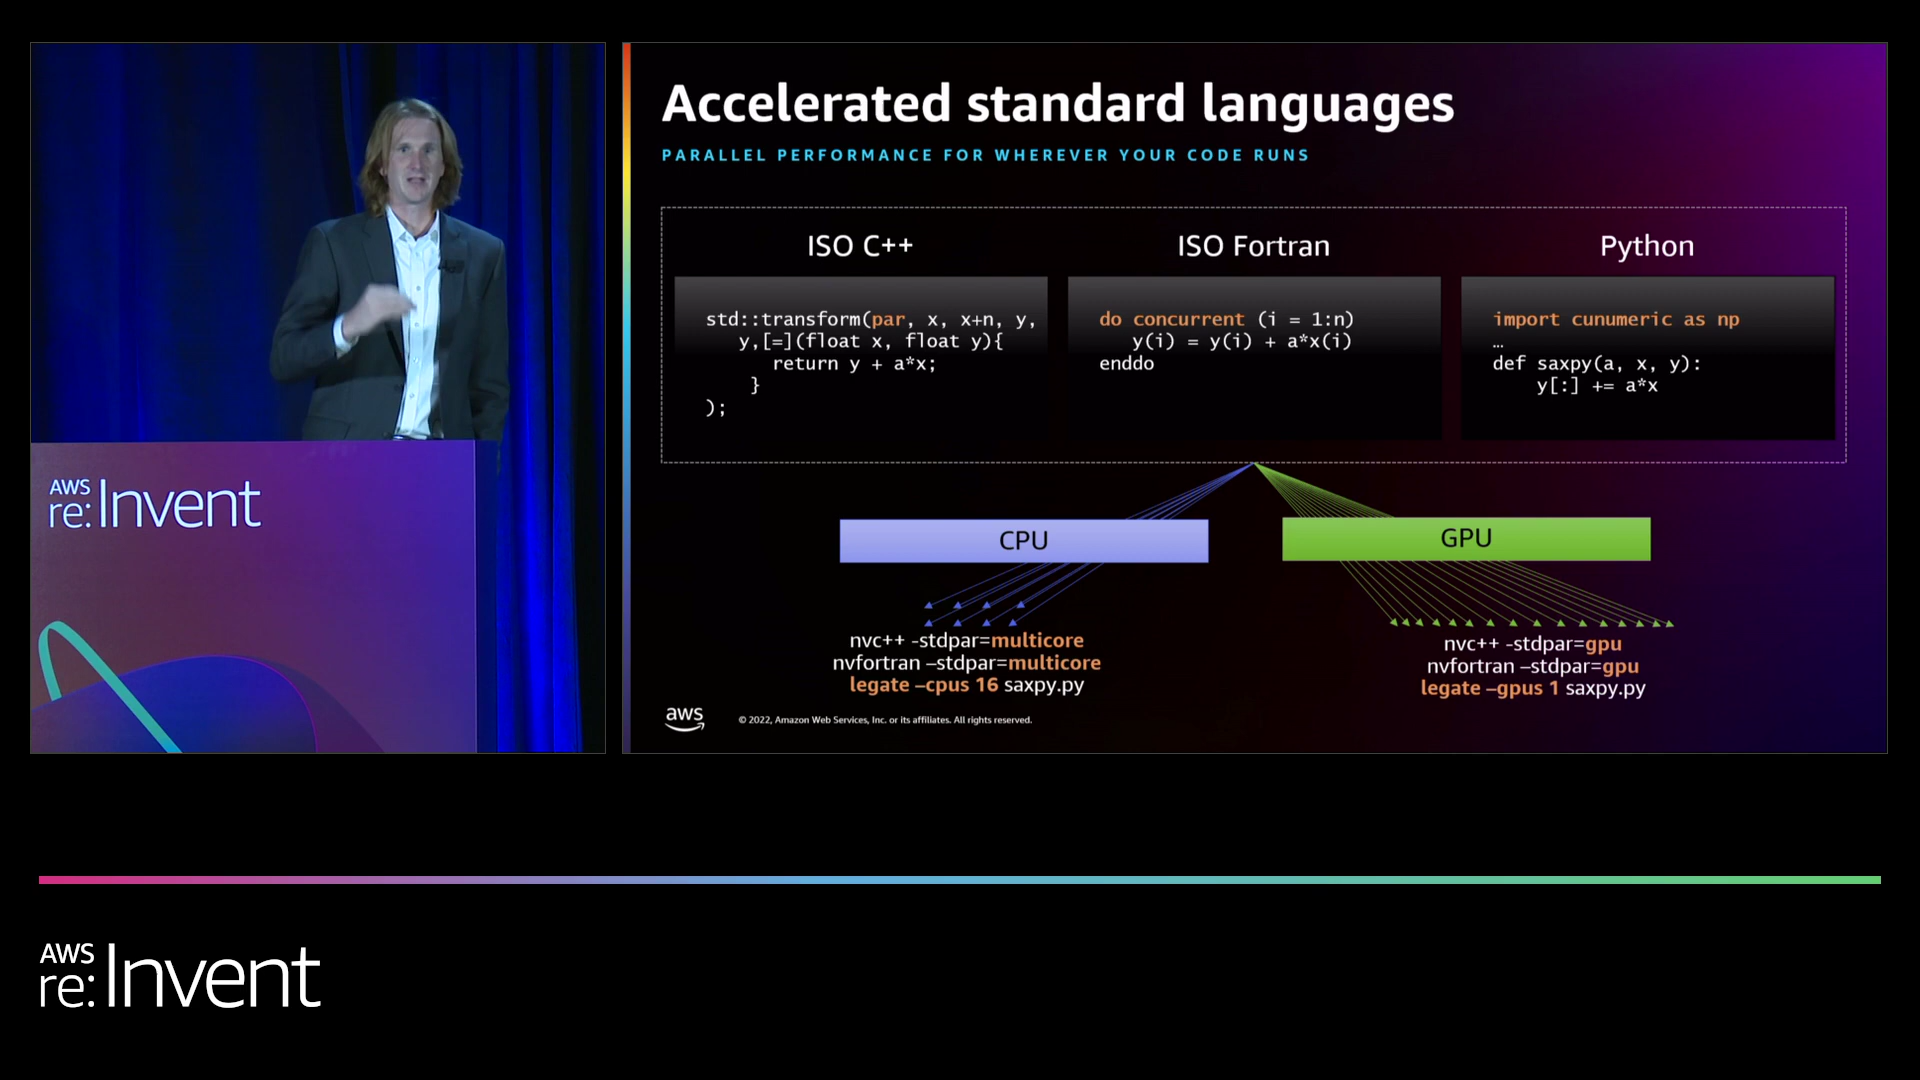 AWS
re:Invent
Accelerated standard languages
PARALLEL PERFORMANCE FOR WHEREVER YOUR CODE RUNS
ISO C++
std::transform(par, x, x+n, y,
y,[=](float x, float y){
return y + a*x;
}
);
ISO Fortran
do concurrent (i = 1:n)
y(i) = y(i) + a*x(i)
enddo
Python
import cunumeric as np
…
def saxpy(a, x, y):
y[:] += a*x
CPU
GPU
nvc++ -stdpar=multicore
nvfortran –stdpar=multicore
legate –cpus 16 saxpy.py
nvc++ -stdpar=gpu
nvfortran –stdpar=gpu
legate –gpus 1 saxpy.py
aws
© 2022, Amazon Web Services, Inc. or its affiliates. All rights reserved.
AWS
re:Invent